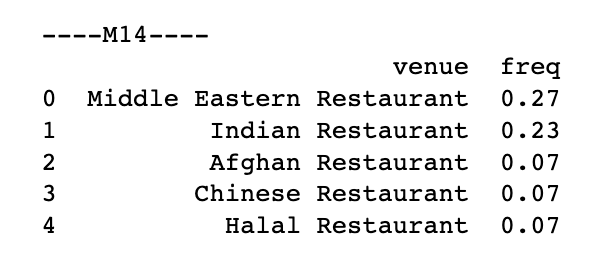 ----M14----
venue freq
0 Middle Eastern Restaurant 0.27
1 Indian Restaurant 0.23
2 Afghan Restaurant 0.07
3 Chinese Restaurant 0.07
4 Halal Restaurant 0.07